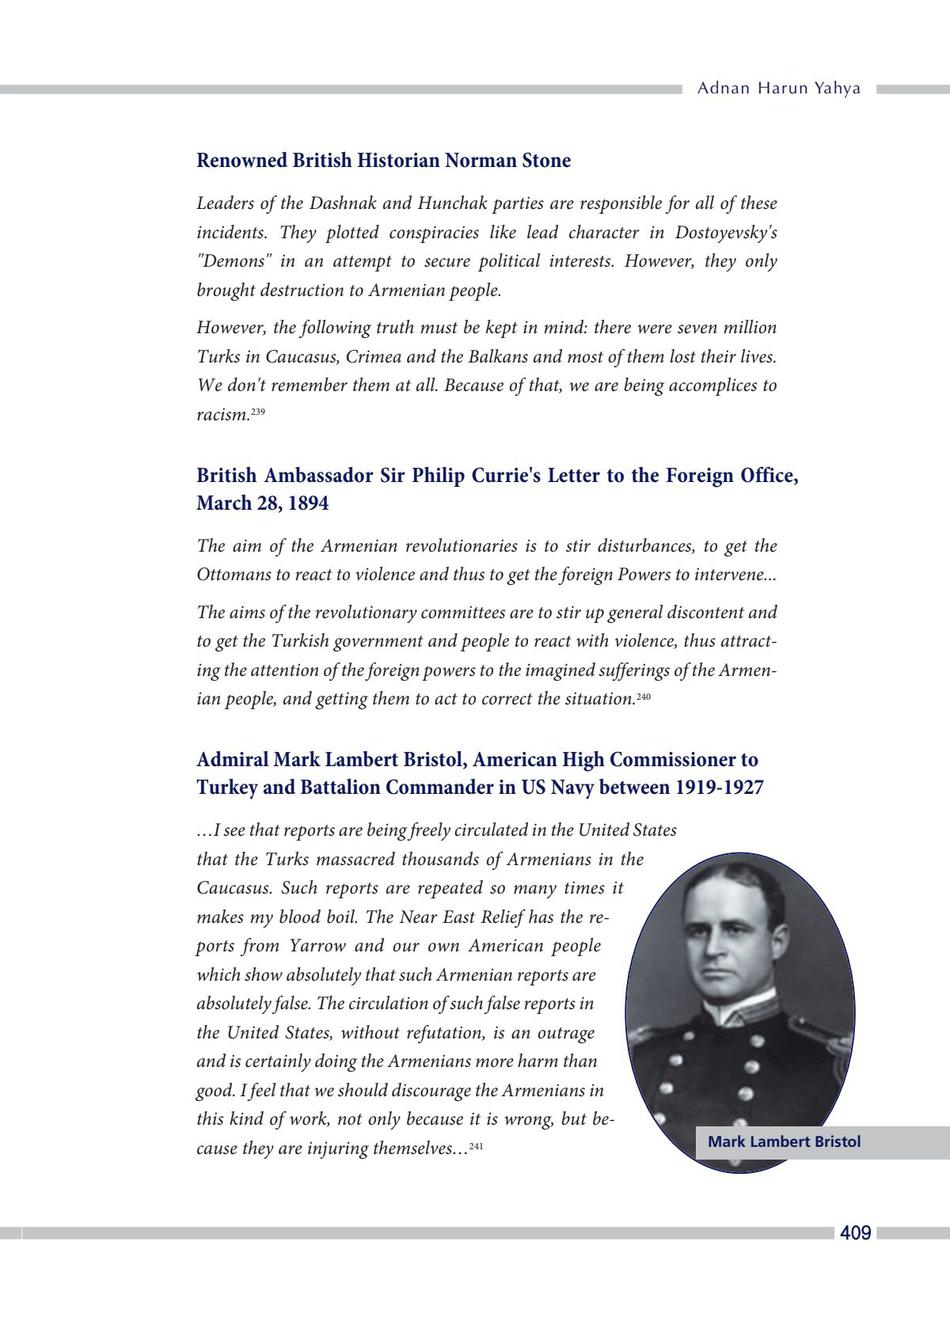 Adnan Harun Yahya
Renowned British Historian Norman Stone
Leaders of the Dashnak and Hunchak parties are responsible for all of these
incidents. They plotted conspiracies like lead character in Dostoyevsky's
"Demons" in an attempt to secure political interests. However, they only
brought destruction to Armenian people.
However, the following truth must be kept in mind: there were seven million
Turks in Caucasus, Crimea and the Balkans and most of them lost their lives.
We don't remember them at all. Because of that, we are being accomplices to
racism.239
British Ambassador Sir Philip Currie's Letter to the Foreign Office,
March 28, 1894
The aim of the Armenian revolutionaries is to stir disturbances, to get the
Ottomans to react to violence and thus to get the foreign Powers to intervene...
The aims of the revolutionary committees are to stir up general discontent and
to get the Turkish government and people to react with violence, thus attract-
ing the attention of the foreign powers to the imagined sufferings of the Armen-
ian people, and getting them to act to correct the situation.240
Admiral Mark Lambert Bristol, American High Commissioner to
Turkey and Battalion Commander in US Navy between 1919-1927
…I see that reports are being freely circulated in the United States
that the Turks massacred thousands of Armenians in the
Caucasus. Such reports are repeated so many times it
makes my blood boil. The Near East Relief has the re-
ports from Yarrow and our own American people
which show absolutely that such Armenian reports are
absolutely false. The circulation of such false reports in
the United States, without refutation, is an outrage
and is certainly doing the Armenians more harm than
good. I feel that we should discourage the Armenians in
this kind of work, not only because it is wrong, but be-
cause they are injuring themselves…241
Mark Lambert Bristol
409